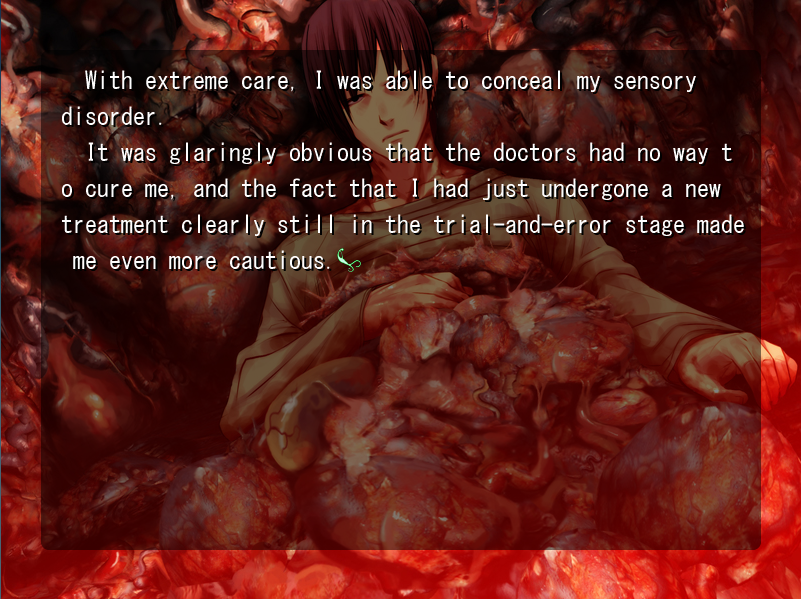 With extreme care, I was able to conceal my sensory
disorder.
It was glaringly obvious that the doctors had no way t
o cure me, and the fact that I had just undergone a new
treatment clearly still in the trial-and-error stage made
me even more cautious.